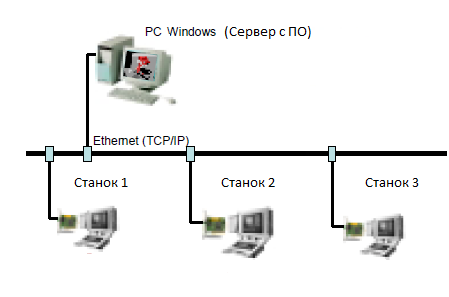 PC Windows (Сервер с ПО)
Ethernet (TCP/IP)
Станок 1
Станок 2
Станок 3